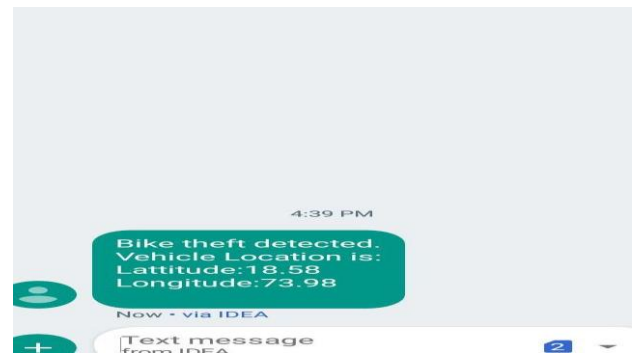 4:39 PM
Bike theft detected.
Vehicle Location is:
Lattitude:18.58
Longitude:73.98
Now • via IDEA
Text message
from IDEA
2